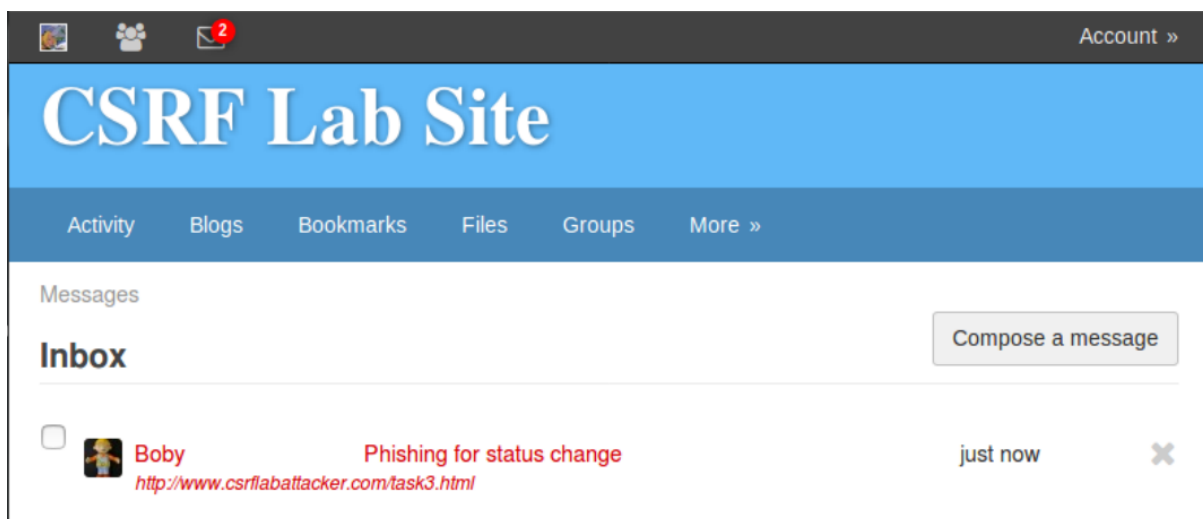 2
Account »
CSRF Lab Site
Activity Blogs Bookmarks Files Groups More »
Messages
Inbox
Compose a message
Boby Phishing for status change just now
http://www.csrflabattacker.com/task3.html